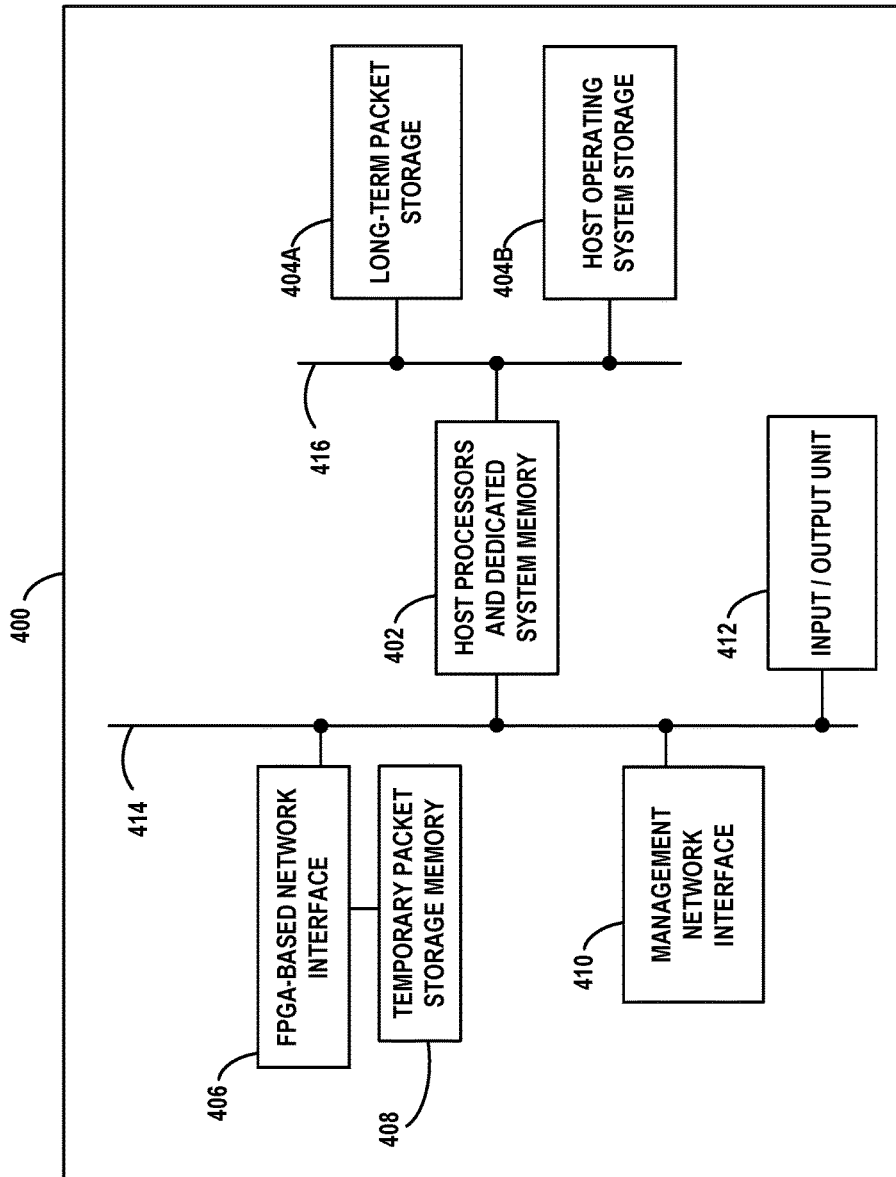 400
414
406
FPGA-BASED NETWORK
INTERFACE
408
TEMPORARY PACKET
STORAGE MEMORY
410
MANAGEMENT
NETWORK
INTERFACE
402
HOST PROCESSORS
AND DEDICATED
SYSTEM MEMORY
412
INPUT / OUTPUT UNIT
416
404A
LONG-TERM PACKET
STORAGE
404B
HOST OPERATING
SYSTEM STORAGE